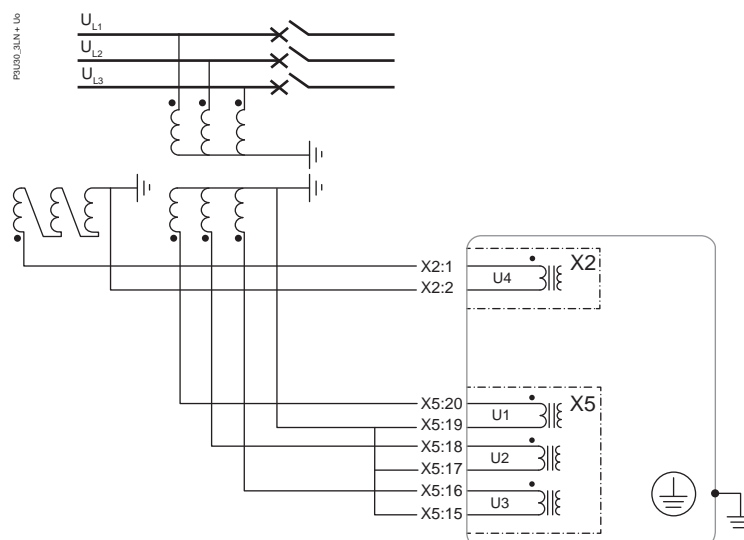 P3U30_3LN + Uo
UL1
UL2
UL3
X2:1
X2:2
U4
X2
X5:20
X5:19
X5:18
X5:17
X5:16
X5:15
U1
U2
U3
X5